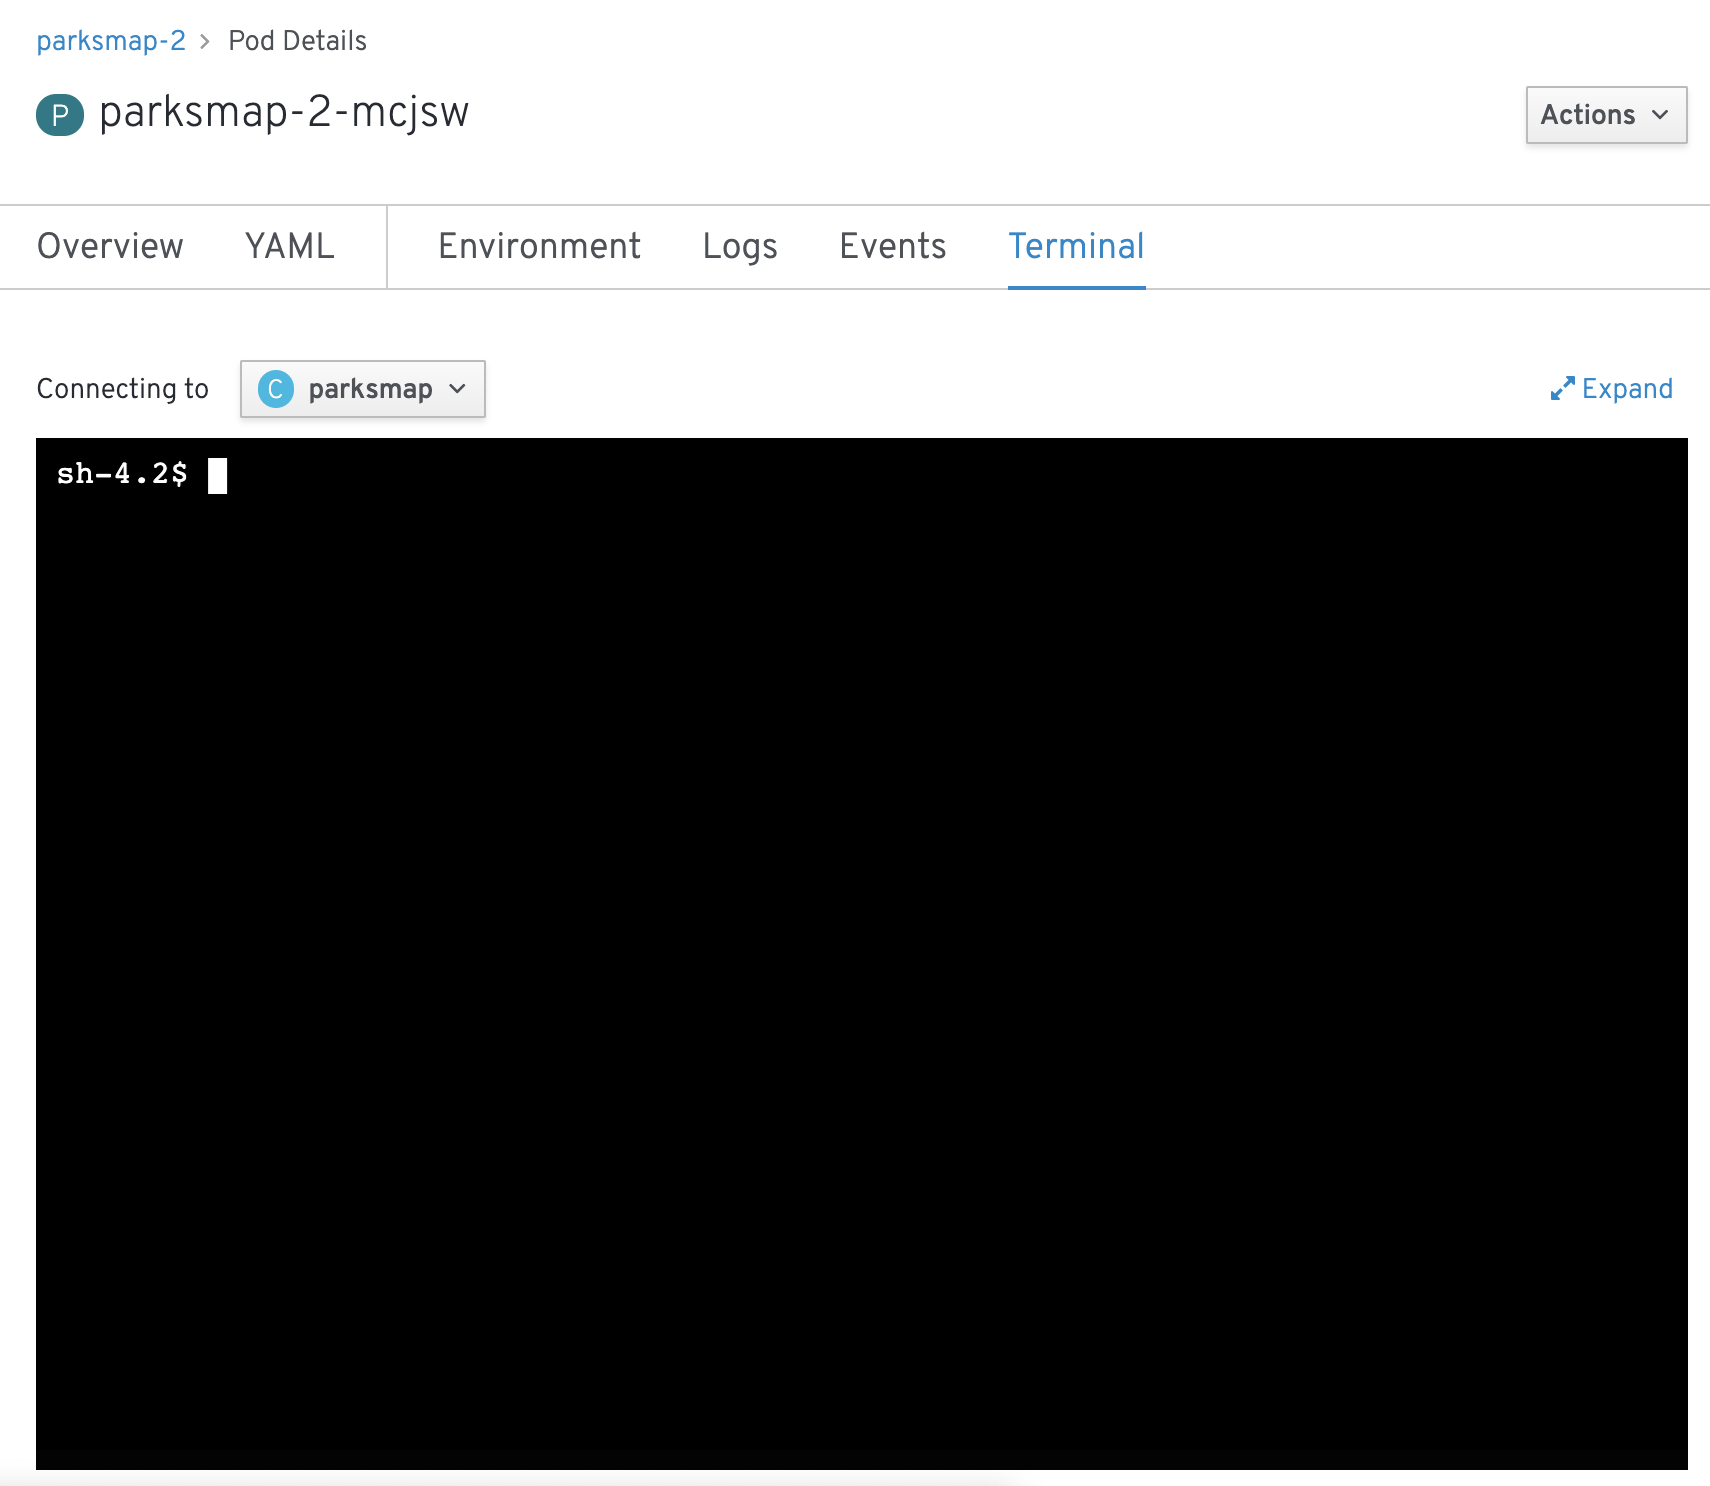 parksmap-2 > Pod Details
P parksmap-2-mcjsw
Actions
Overview YAML Environment Logs Events Terminal
Connecting to C parksmap Expand
sh-4.2$